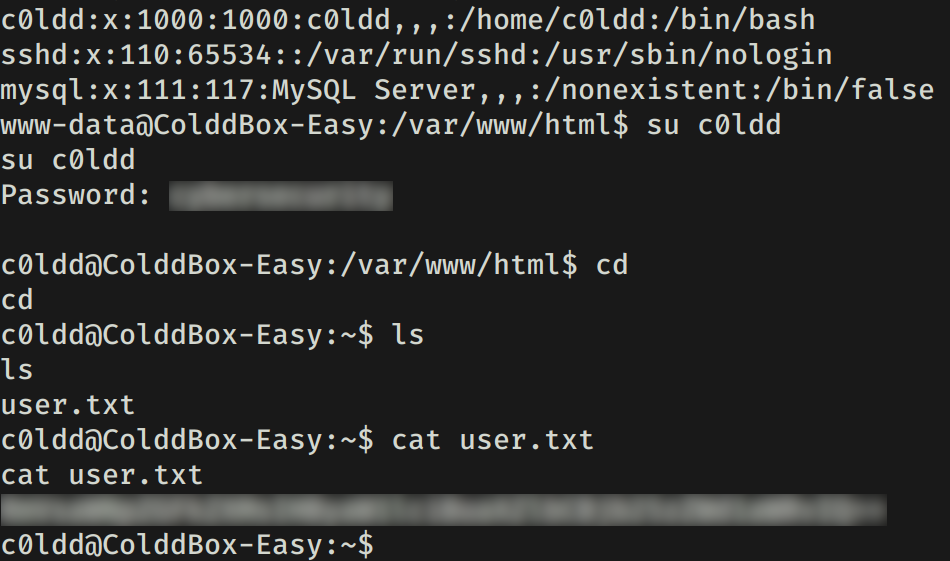 c0ldd:x:1000:1000:c0ldd,,,:/home/c0ldd:/bin/bash
sshd:x:110:65534::/var/run/sshd:/usr/sbin/nologin
mysql:x:111:117:MySQL Server,,,:/nonexistent:/bin/false
www-data@ColddBox-Easy:/var/www/html$ su c0ldd
su c0ldd
Password:
c0ldd@ColddBox-Easy:/var/www/html$ cd
cd
c0ldd@ColddBox-Easy:~$ ls
ls
user.txt
c0ldd@ColddBox-Easy:~$ cat user.txt
cat user.txt
c0ldd@ColddBox-Easy:~$